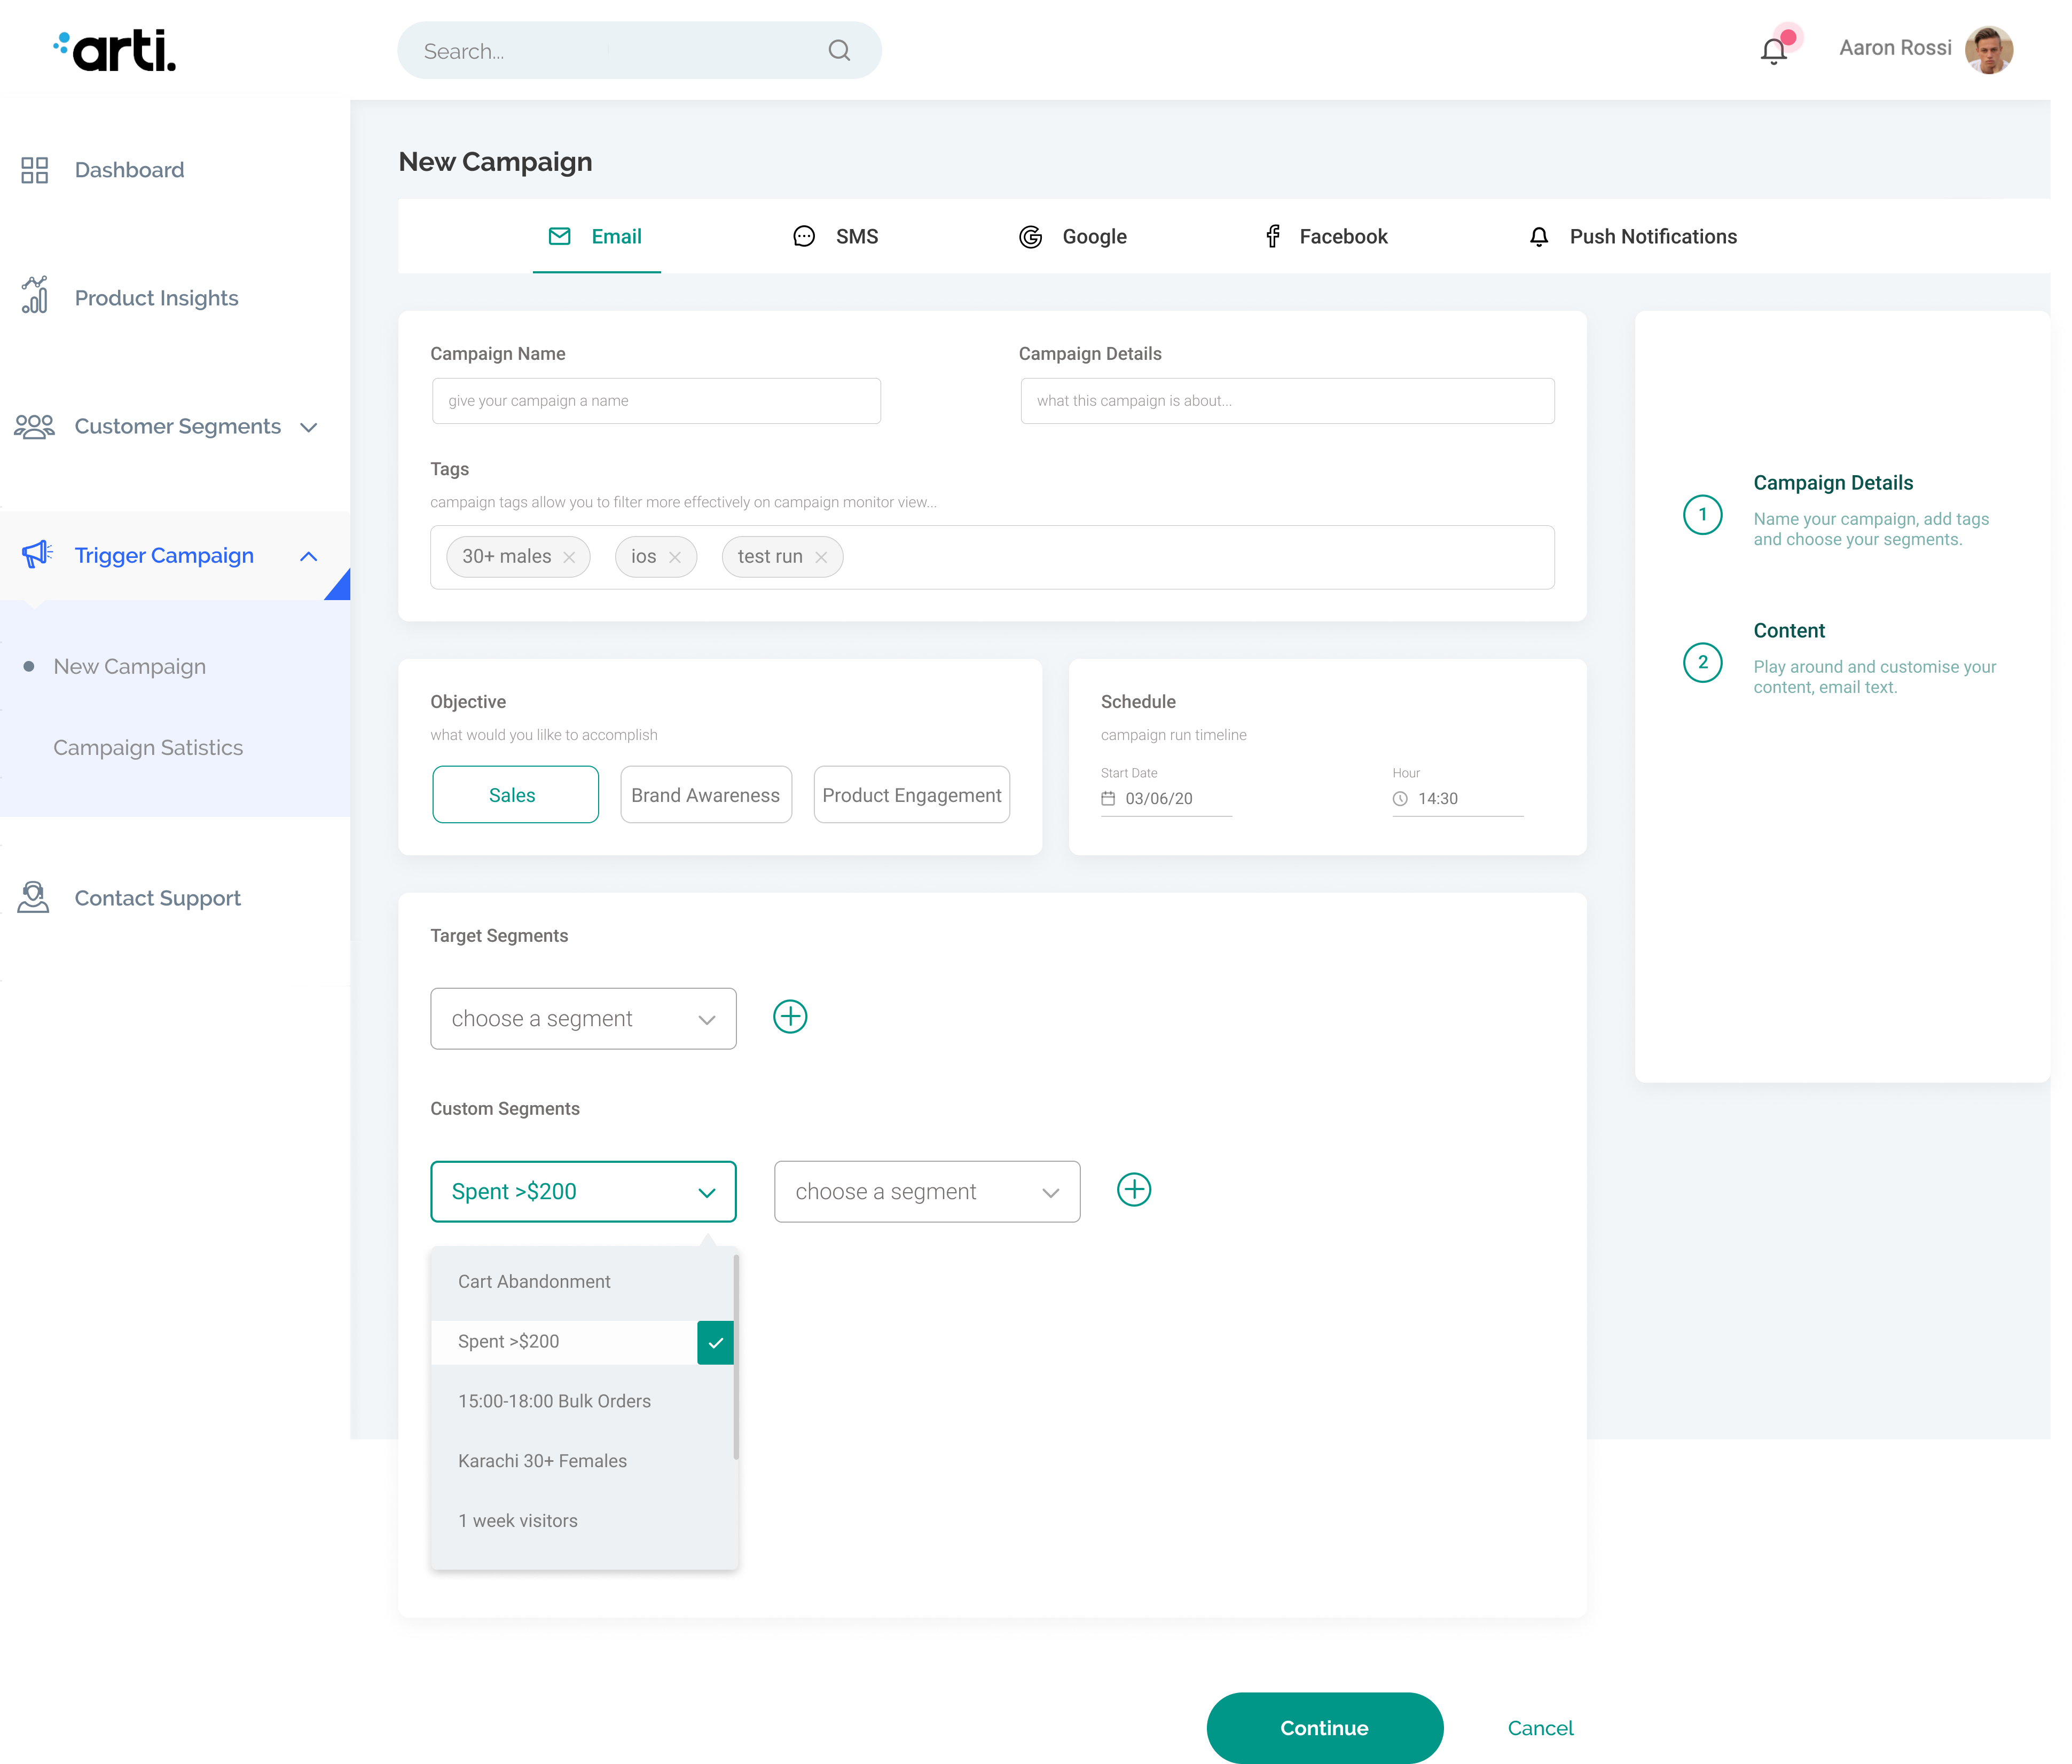 arti.
Search...
Aaron Rossi
Dashboard
Product Insights
Customer Segments
Trigger Campaign
New Campaign
Campaign Satistics
Contact Support
New Campaign
Email
SMS
Google
Facebook
Push Notifications
Campaign Name
give your campaign a name
Campaign Details
what this campaign is about...
Tags
campaign tags allow you to filter more effectively on campaign monitor view...
30+ males
ios
test run
Objective
what would you lilke to accomplish
Sales
Brand Awareness
Product Engagement
Schedule
campaign run timeline
Start Date
03/06/20
Hour
14:30
Target Segments
choose a segment
Custom Segments
Spent >$200
choose a segment
Cart Abandonment
Spent >$200
15:00-18:00 Bulk Orders
Karachi 30+ Females
1 week visitors
1
Campaign Details
Name your campaign, add tags
and choose your segments.
2
Content
Play around and customise your
content, email text.
Continue
Cancel